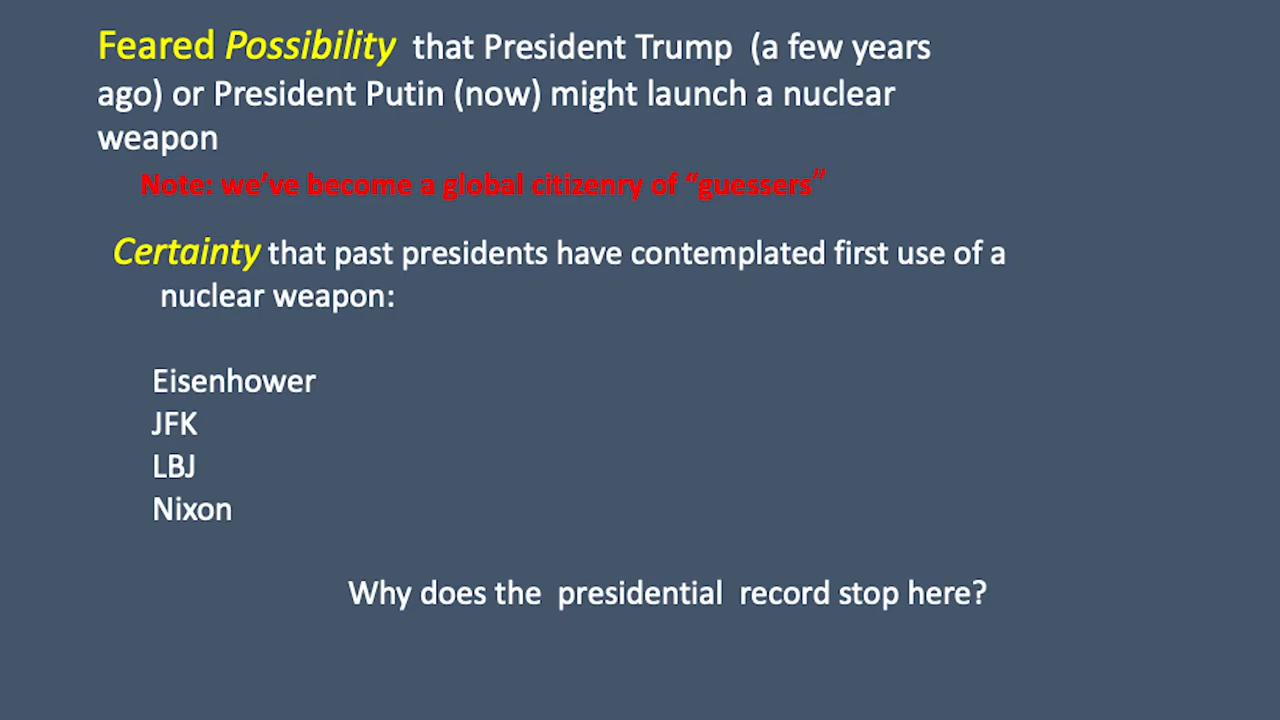 Feared Possibility that President Trump (a few years
ago) or President Putin (now) might launch a nuclear
weapon
Note: we’ve become a global citizenry of “guessers”
Certainty that past presidents have contemplated first use of a
nuclear weapon:
Eisenhower
JFK
LBJ
Nixon
Why does the presidential record stop here?